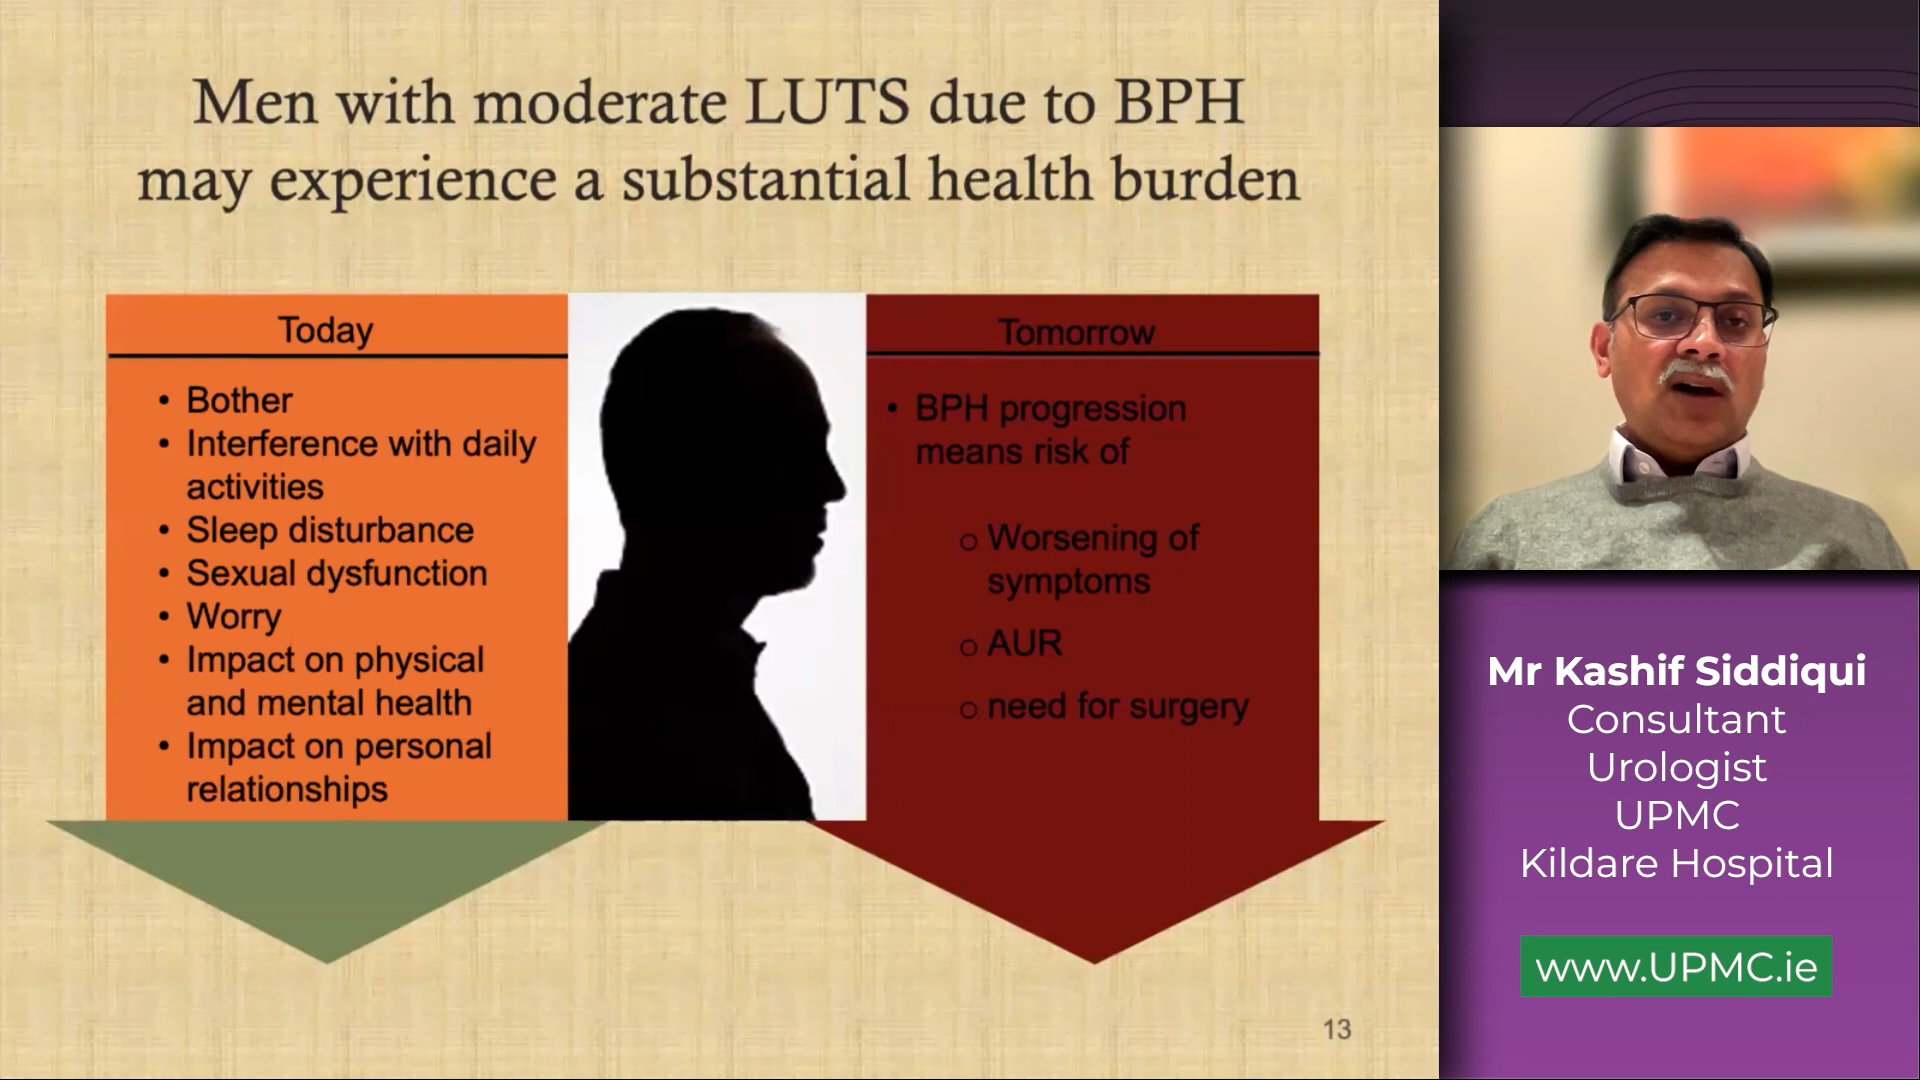 Men with moderate LUTS due to BPH
may experience a substantial health burden
Today
• Bother
• Interference with daily
activities
• Sleep disturbance
• Sexual dysfunction
• Worry
• Impact on physical
and mental health
• Impact on personal
relationships
Tomorrow
• BPH progression
means risk of
o Worsening of
symptoms
o AUR
o need for surgery
13
Mr Kashif Siddiqui
Consultant
Urologist
UPMC
Kildare Hospital
www.UPMC.ie